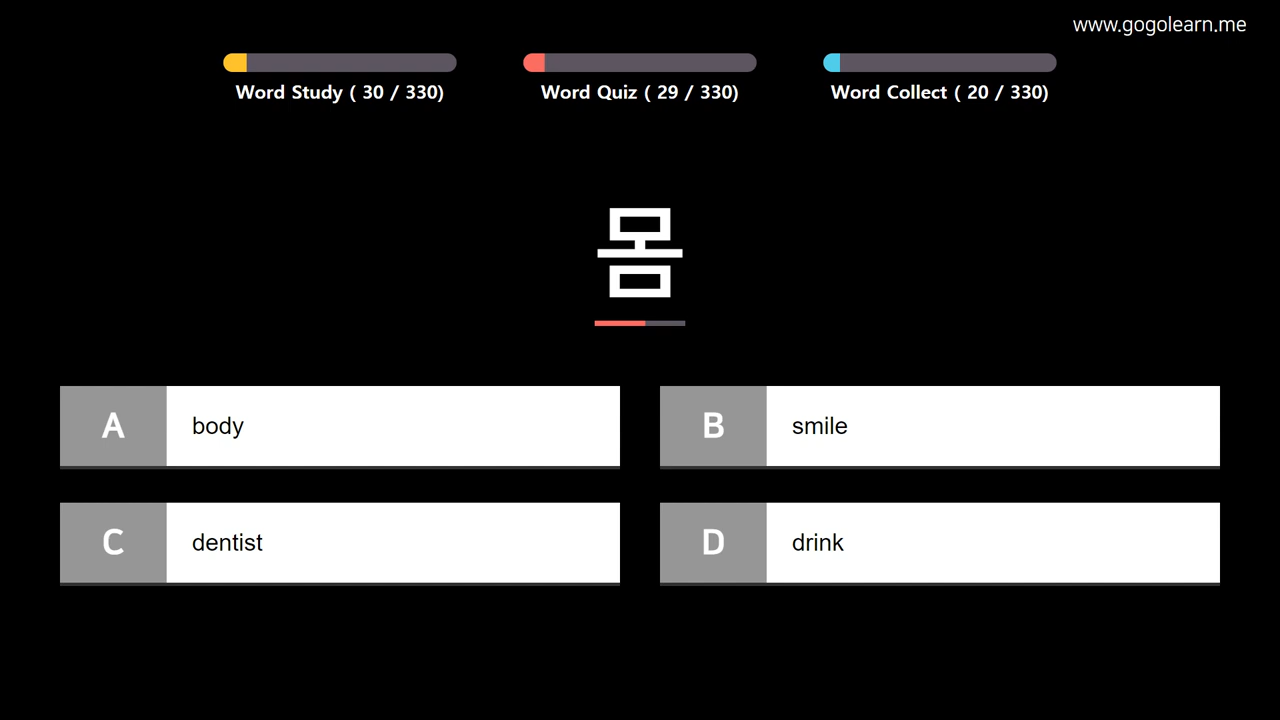 www.gogolearn.me
Word Study ( 30 / 330)
Word Quiz ( 29 / 330)
Word Collect ( 20 / 330)
몸
A body
B smile
C dentist
D drink